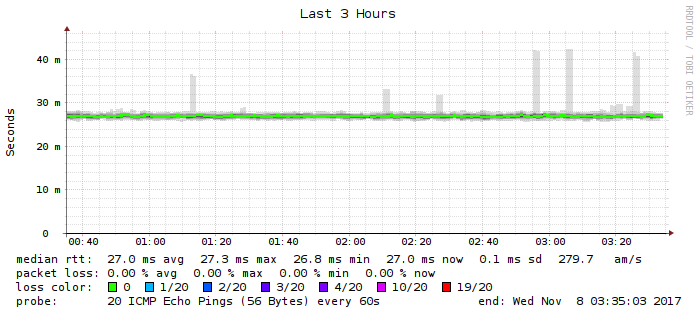 Last 3 Hours
RRDTOOL / TOBI OETIKER
Seconds
40 m
30 m
20 m
10 m
0
00:40 01:00 01:20 01:40 02:00 02:20 02:40 03:00 03:20
median rtt: 27.0 ms avg 27.3 ms max 26.8 ms min 27.0 ms now 0.1 ms sd 279.7 am/s
packet loss: 0.00 % avg 0.00 % max 0.00 % min 0.00 % now
loss color: 0 1/20 2/20 3/20 4/20 10/20 19/20
probe: 20 ICMP Echo Pings (56 Bytes) every 60s end: Wed Nov 8 03:35:03 2017